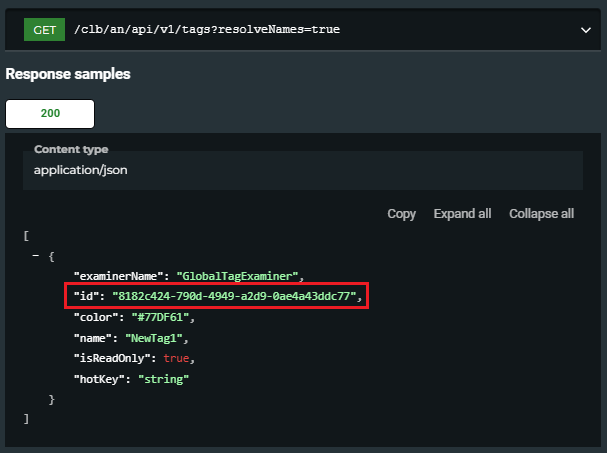 GET /clb/an/api/v1/tags?resolveNames=true
Response samples
200
Content type
application/json
Copy Expand all Collapse all
[
− {
"examinerName": "GlobalTagExaminer",
"id": "8182c424-790d-4949-a2d9-0ae4a43ddc77",
"color": "#77DF61",
"name": "NewTag1",
"isReadOnly": true,
"hotKey": "string"
}
]